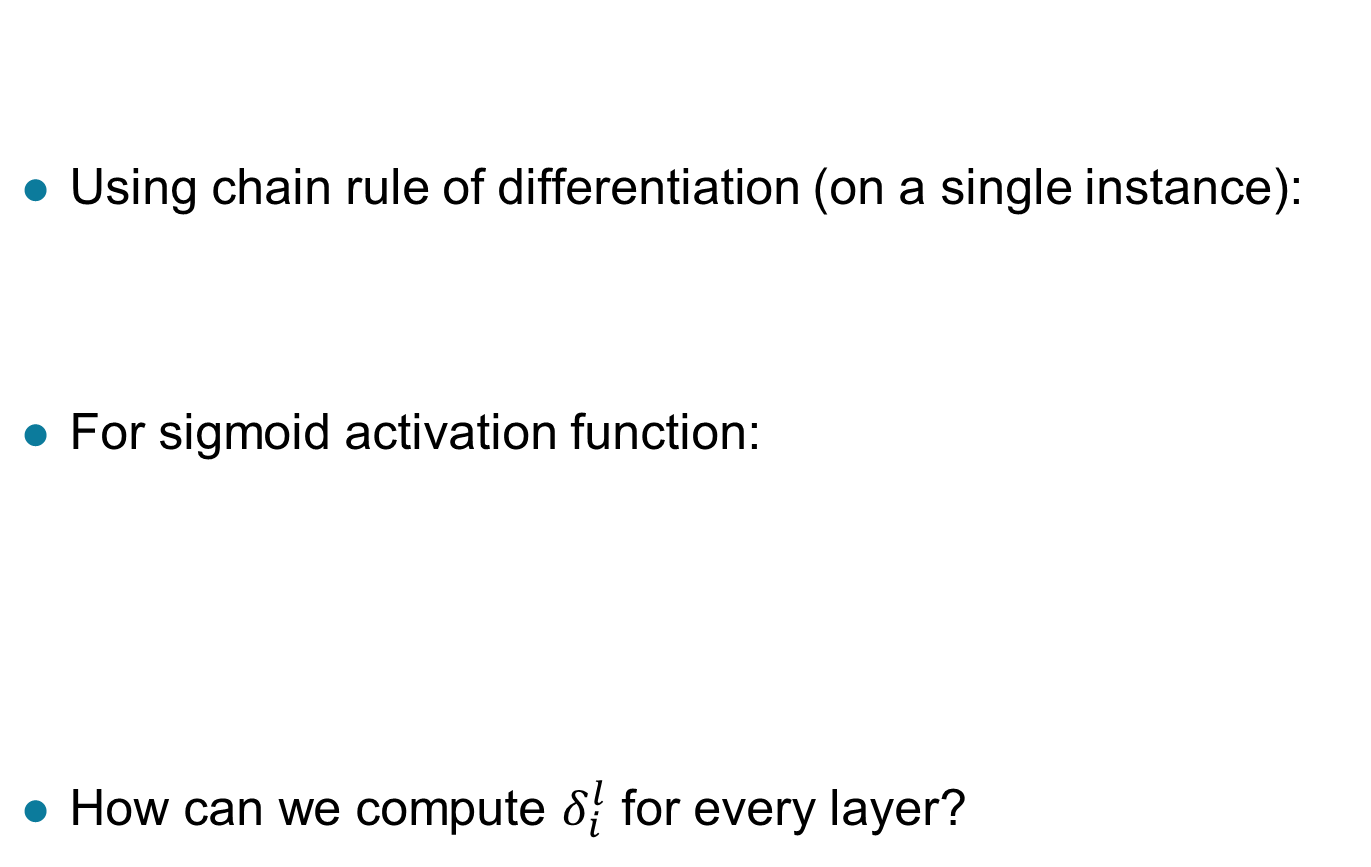 ● Using chain rule of differentiation (on a single instance):
● For sigmoid activation function:
● How can we compute $\delta_i^l$ for every layer?